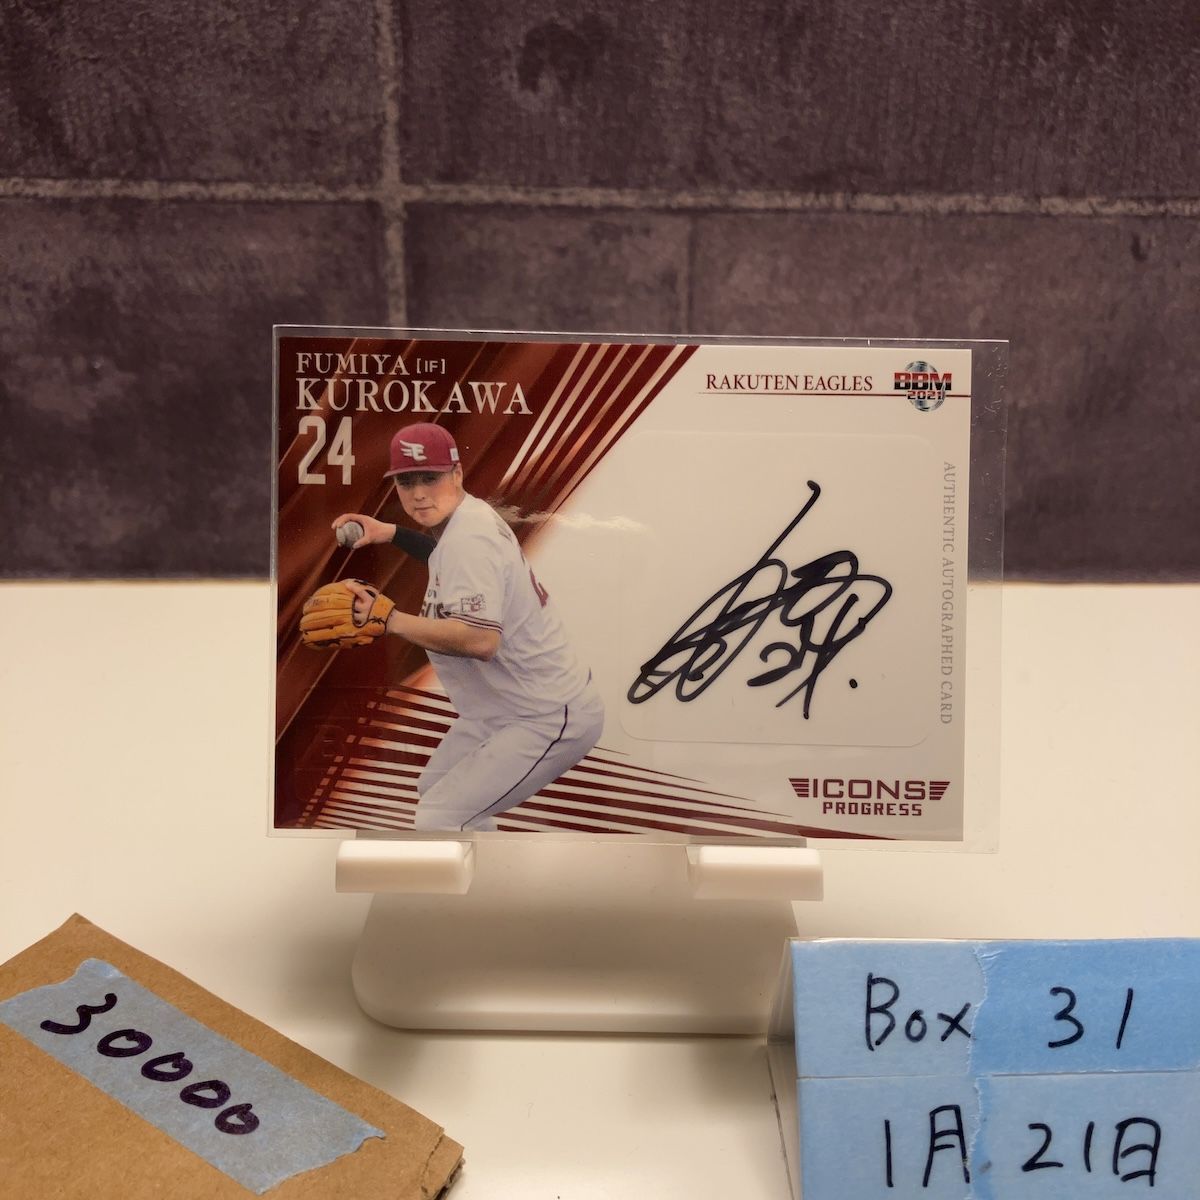 FUMIYA [IF]
KUROKAWA
24
RAKUTEN EAGLES
BBM
2021
AUTHENTIC AUTOGRAPHED CARD
24
ICONS
PROGRESS
30000
Box 31
1月21日